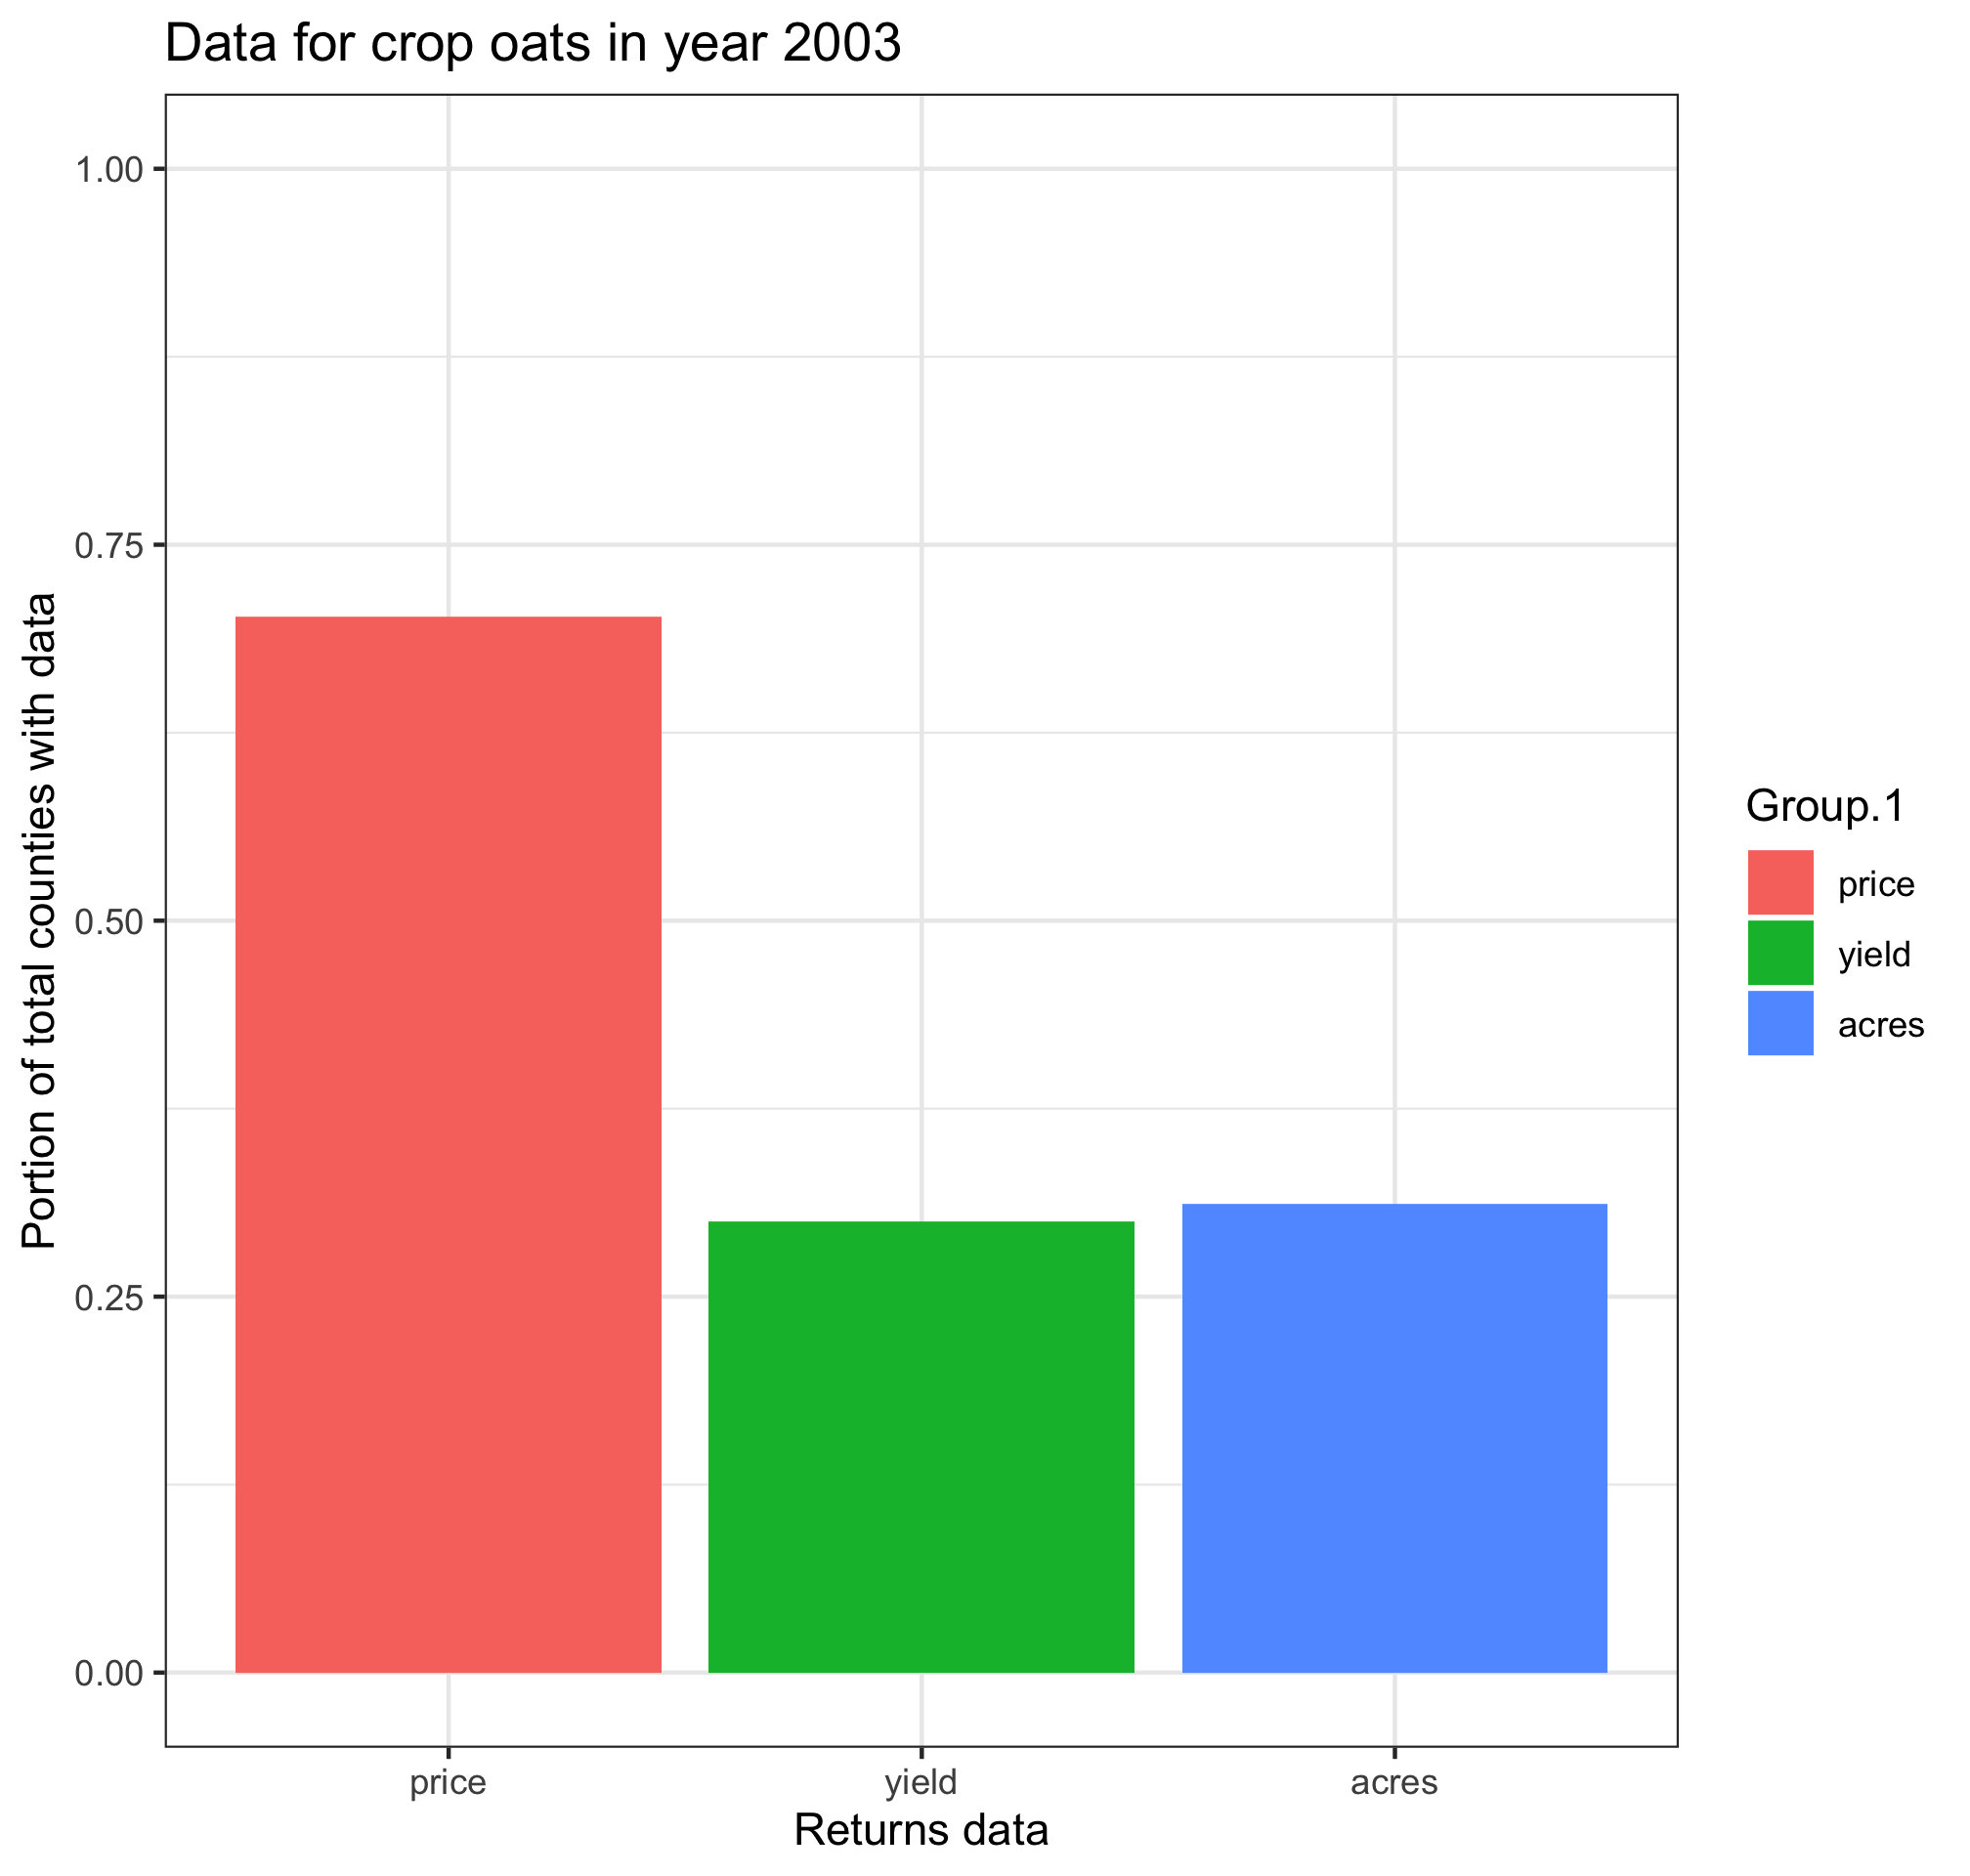 Data for crop oats in year 2003
Portion of total counties with data
1.00
0.75
0.50
0.25
0.00
price
yield
acres
Returns data
Group.1
price
yield
acres